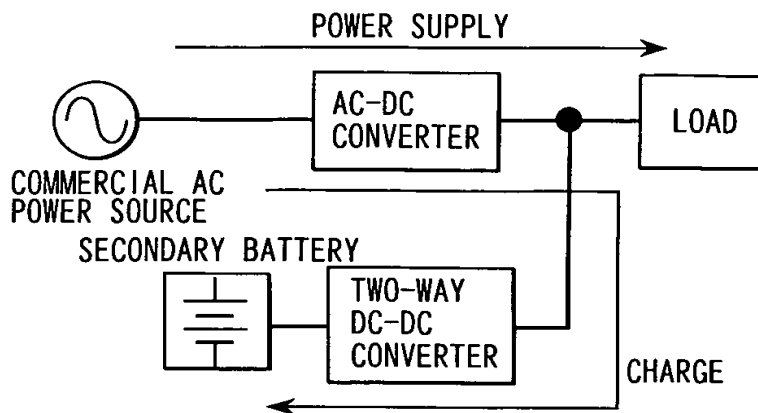 POWER SUPPLY
AC-DC
CONVERTER
LOAD
COMMERCIAL AC
POWER SOURCE
SECONDARY BATTERY
TWO-WAY
DC-DC
CONVERTER
CHARGE